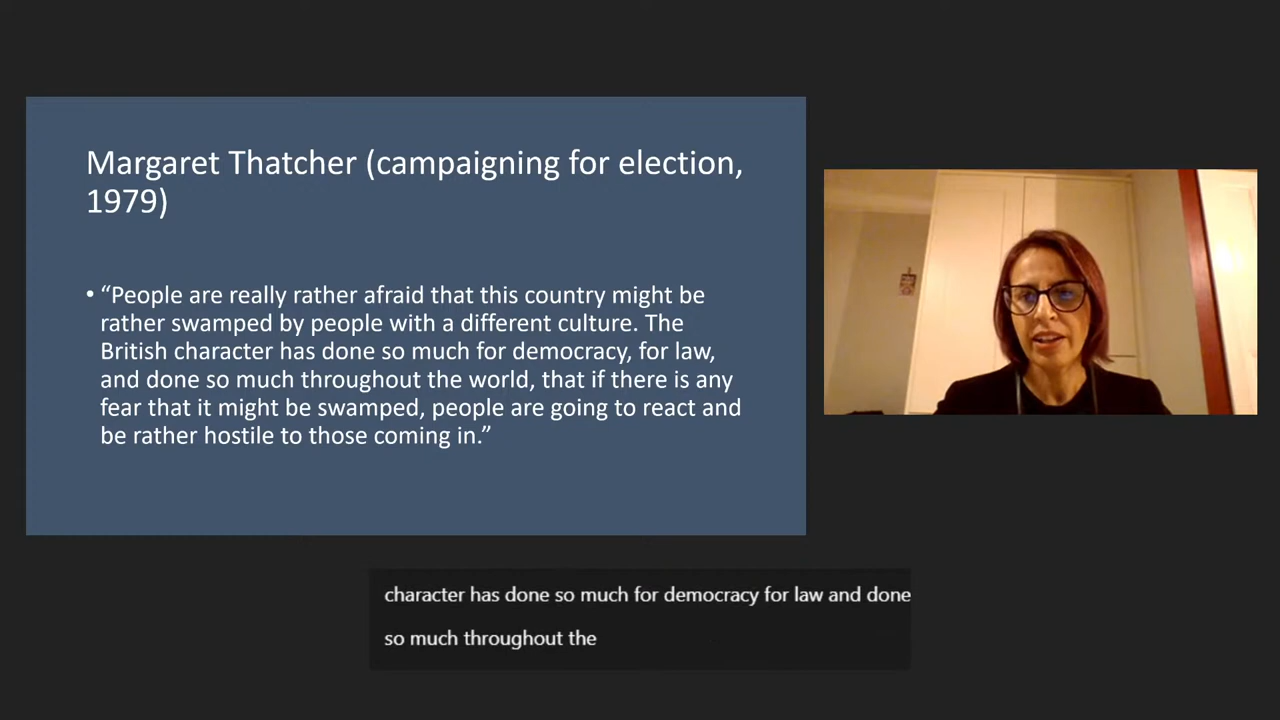 Margaret Thatcher (campaigning for election,
1979)
• “People are really rather afraid that this country might be
rather swamped by people with a different culture. The
British character has done so much for democracy, for law,
and done so much throughout the world, that if there is any
fear that it might be swamped, people are going to react and
be rather hostile to those coming in.”
character has done so much for democracy for law and done
so much throughout the